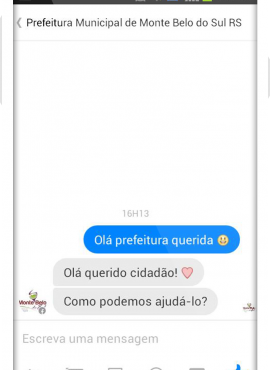 Prefeitura Municipal de Monte Belo do Sul RS
16H13
Olá prefeitura querida 😃
Olá querido cidadão! ♡
Como podemos ajudá-lo?
Monte Belo
Escreva uma mensagem